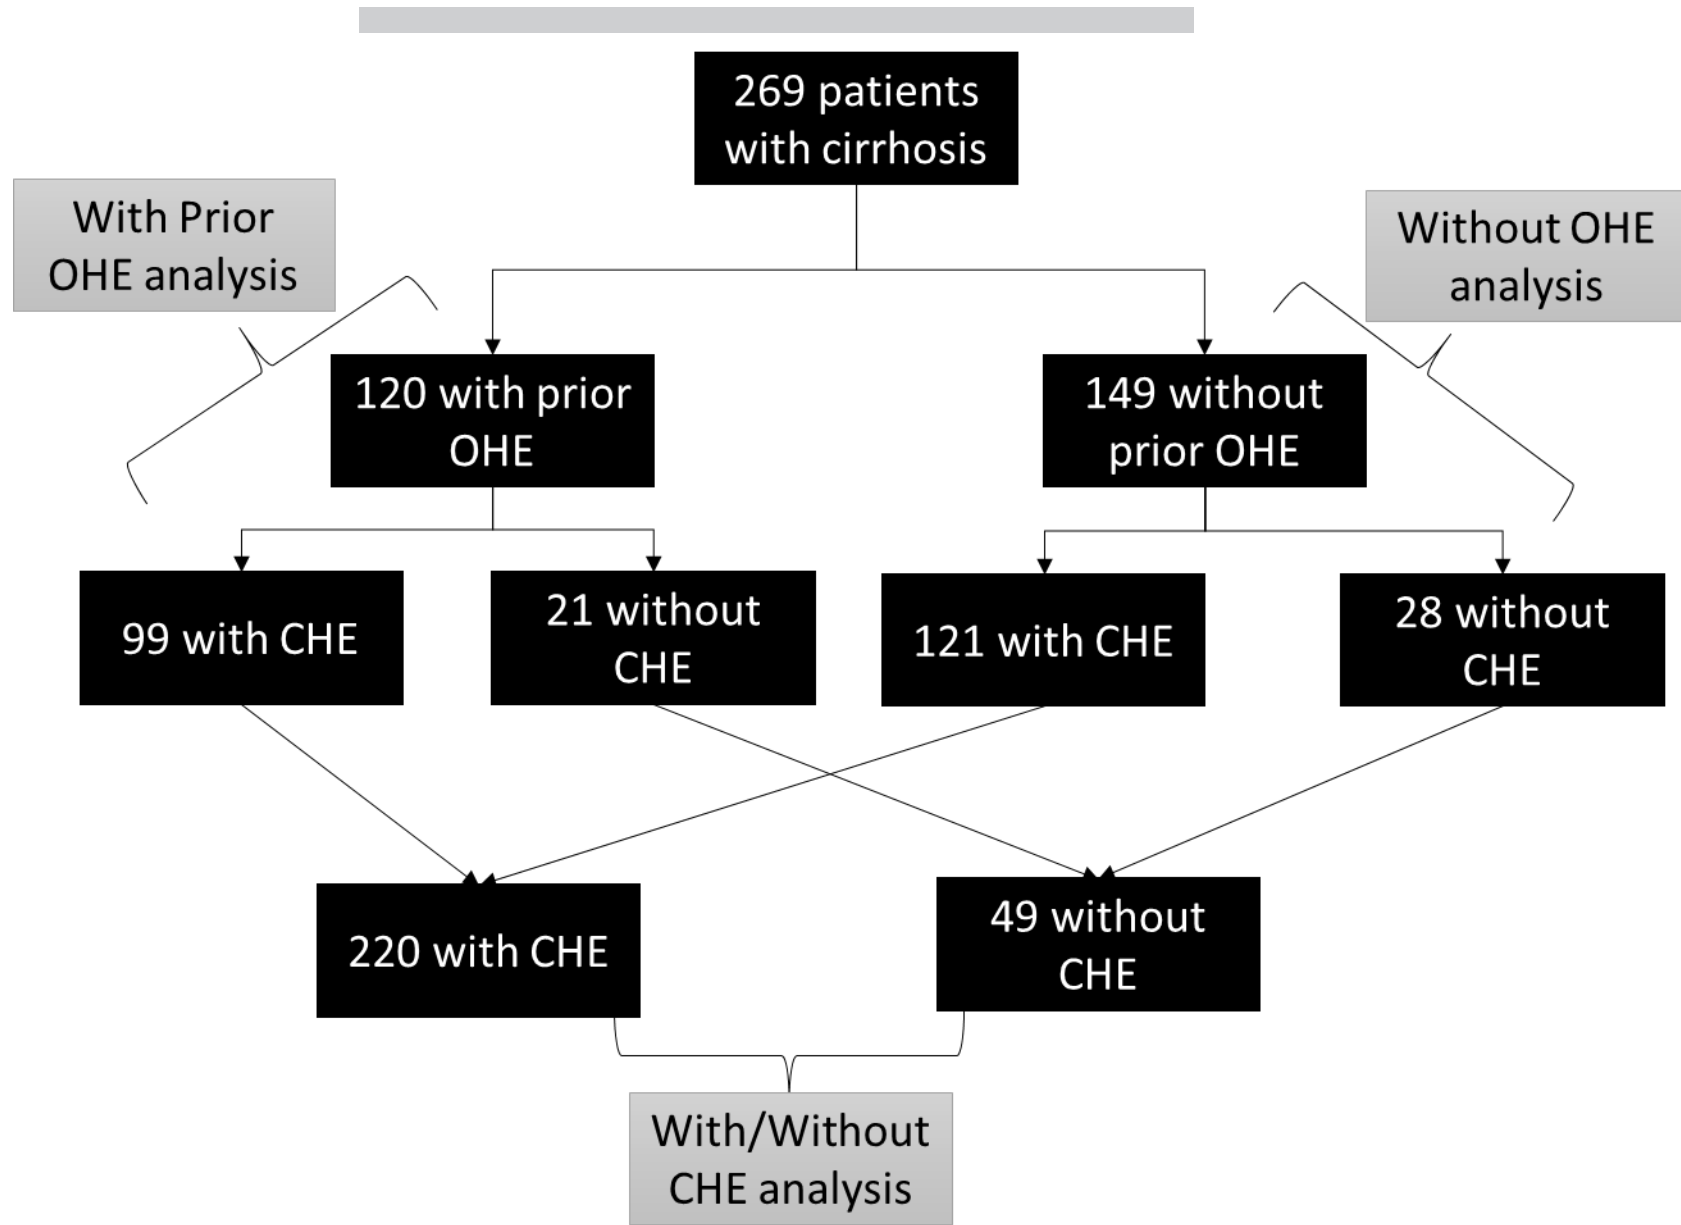 269 patients
with cirrhosis
With Prior
OHE analysis
Without OHE
analysis
120 with prior
OHE
149 without
prior OHE
99 with CHE
21 without
CHE
121 with CHE
28 without
CHE
220 with CHE
49 without
CHE
With/Without
CHE analysis